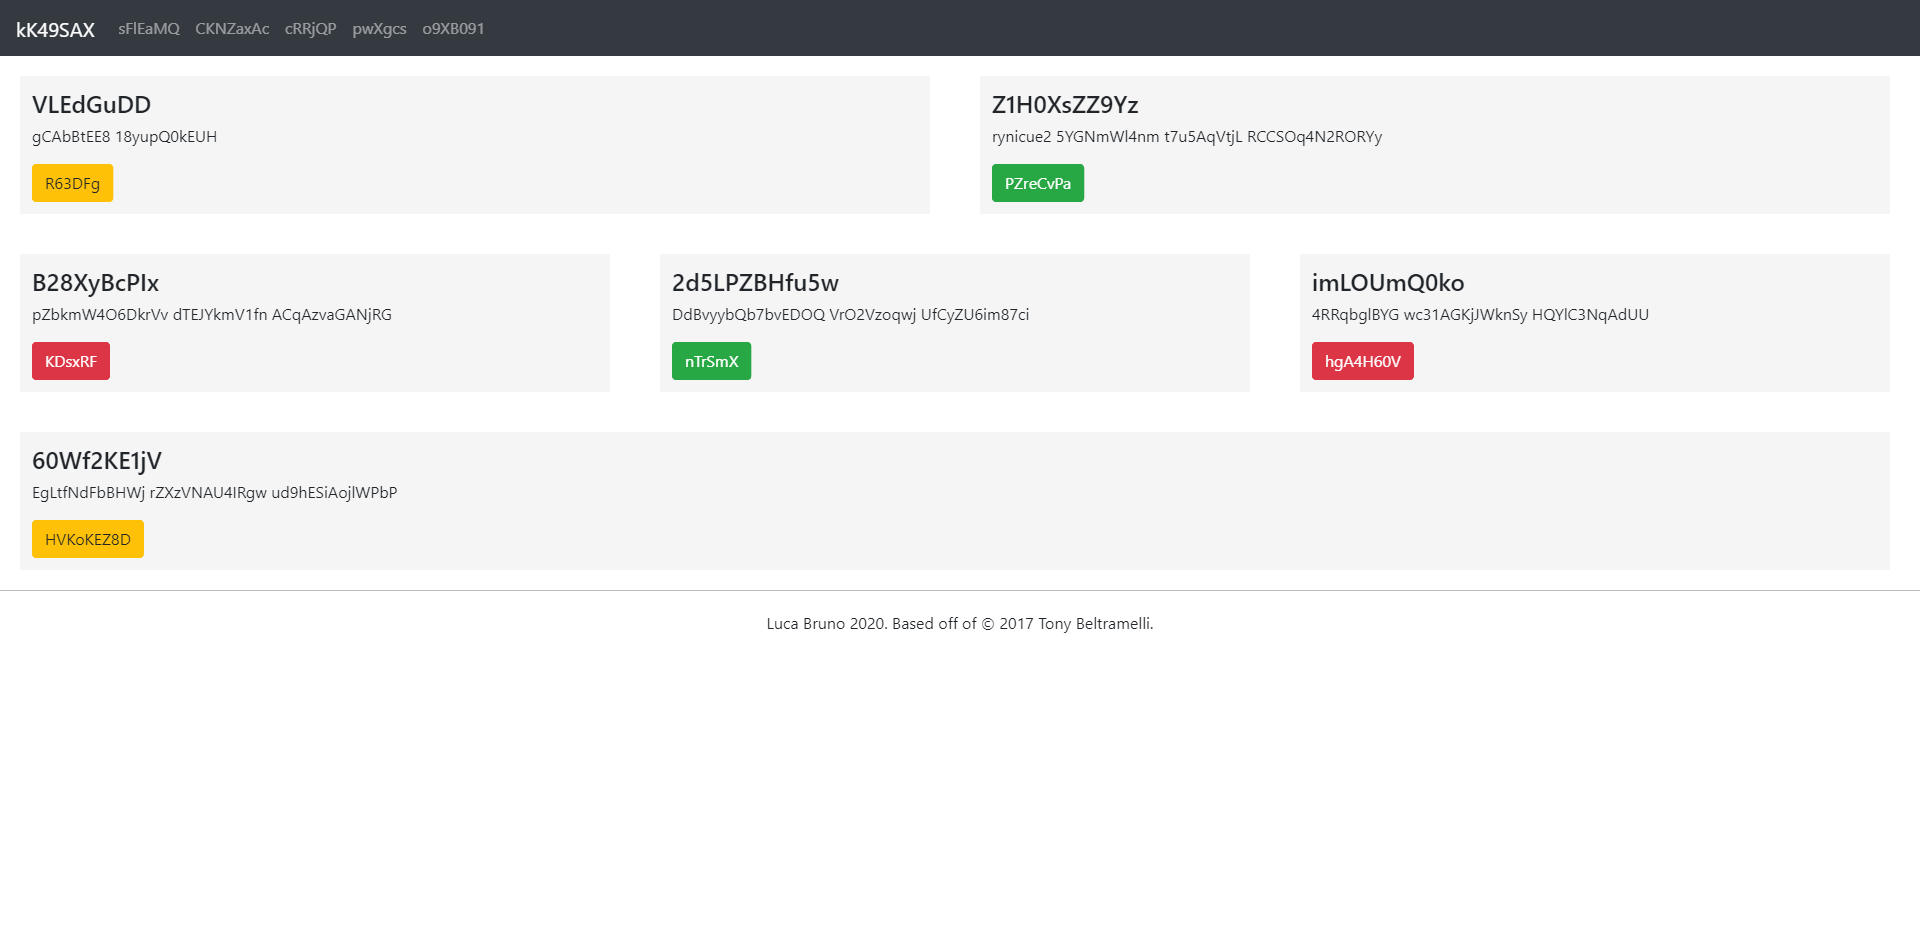 kK49SAX sFlEaMQ CKNZaxAc cRRjQP pwXgcs o9XB091
VLEdGuDD
gCAbBtEE8 18yupQ0kEUH
R63DFg
Z1H0XsZZ9Yz
rynicue2 5YGNmWl4nm t7u5AqVtjL RCCSOq4N2RORYy
PZreCvPa
B28XyBcPIx
pZbkmW4O6DkrVv dTEJYkmV1fn ACqAzvaGANjRG
KDsxRF
2d5LPZBHfu5w
DdBvyybQb7bvEDOQ VrO2Vzoqwj UfCyZU6im87ci
nTrSmX
imLOUmQ0ko
4RRqbglBYG wc31AGKjJWknSy HQYlC3NqAdUU
hgA4H60V
60Wf2KE1jV
EgLtfNdFbBHWj rZXzVNAU4IRgw ud9hESiAojlWPbP
HVKoKEZ8D
Luca Bruno 2020. Based off of © 2017 Tony Beltramelli.